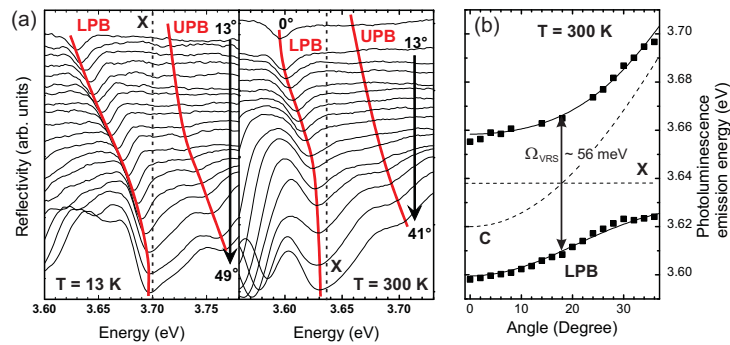 (a)
LPB X UPB
13°
Reflectivity (arb. units)
T = 13 K
49°
3.60 3.65 3.70 3.75
Energy (eV)
0°
LPB
UPB
13°
41°
X
T = 300 K
3.60 3.65 3.70
Energy (eV)
(b)
T = 300 K
3.70
3.68
3.66
3.64
3.62
3.60
Photoluminescence
emission energy (eV)
ΩVRS ~ 56 meV
X
C
LPB
0 10 20 30
Angle (Degree)